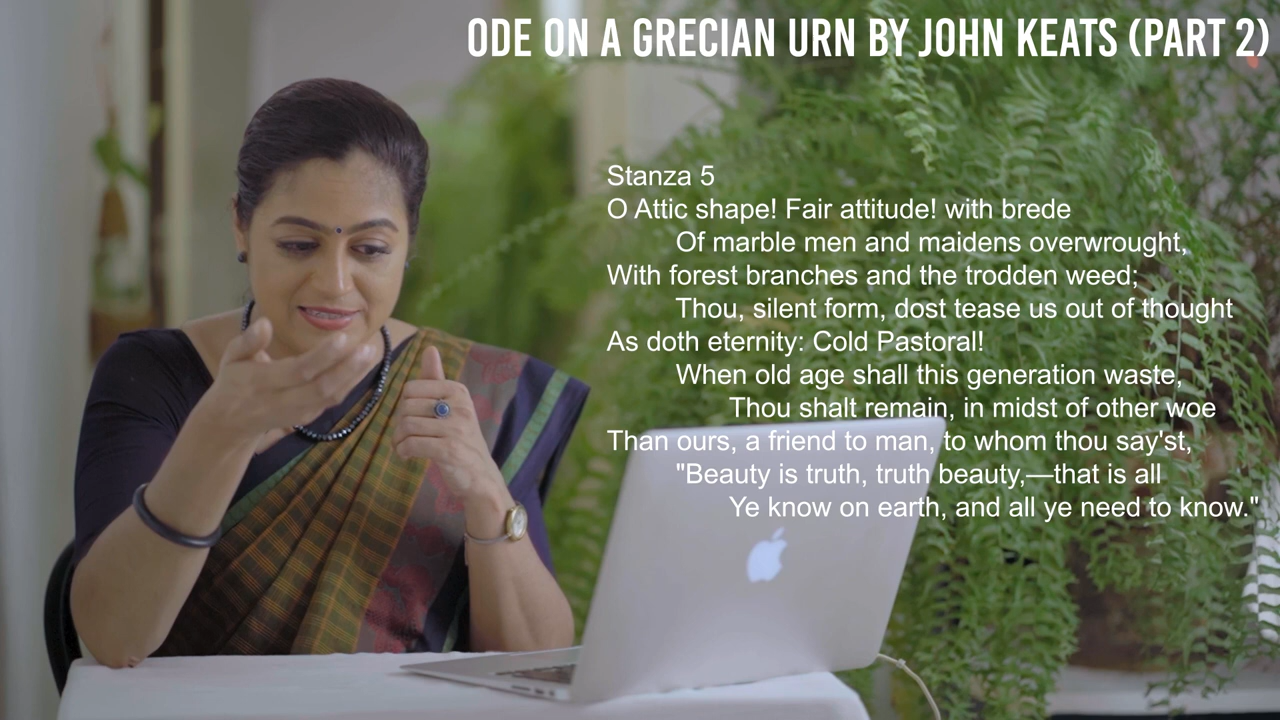 ODE ON A GRECIAN URN BY JOHN KEATS (PART 2)
Stanza 5
O Attic shape! Fair attitude! with brede
Of marble men and maidens overwrought,
With forest branches and the trodden weed;
Thou, silent form, dost tease us out of thought
As doth eternity: Cold Pastoral!
When old age shall this generation waste,
Thou shalt remain, in midst of other woe
Than ours, a friend to man, to whom thou say'st,
"Beauty is truth, truth beauty,—that is all
Ye know on earth, and all ye need to know."